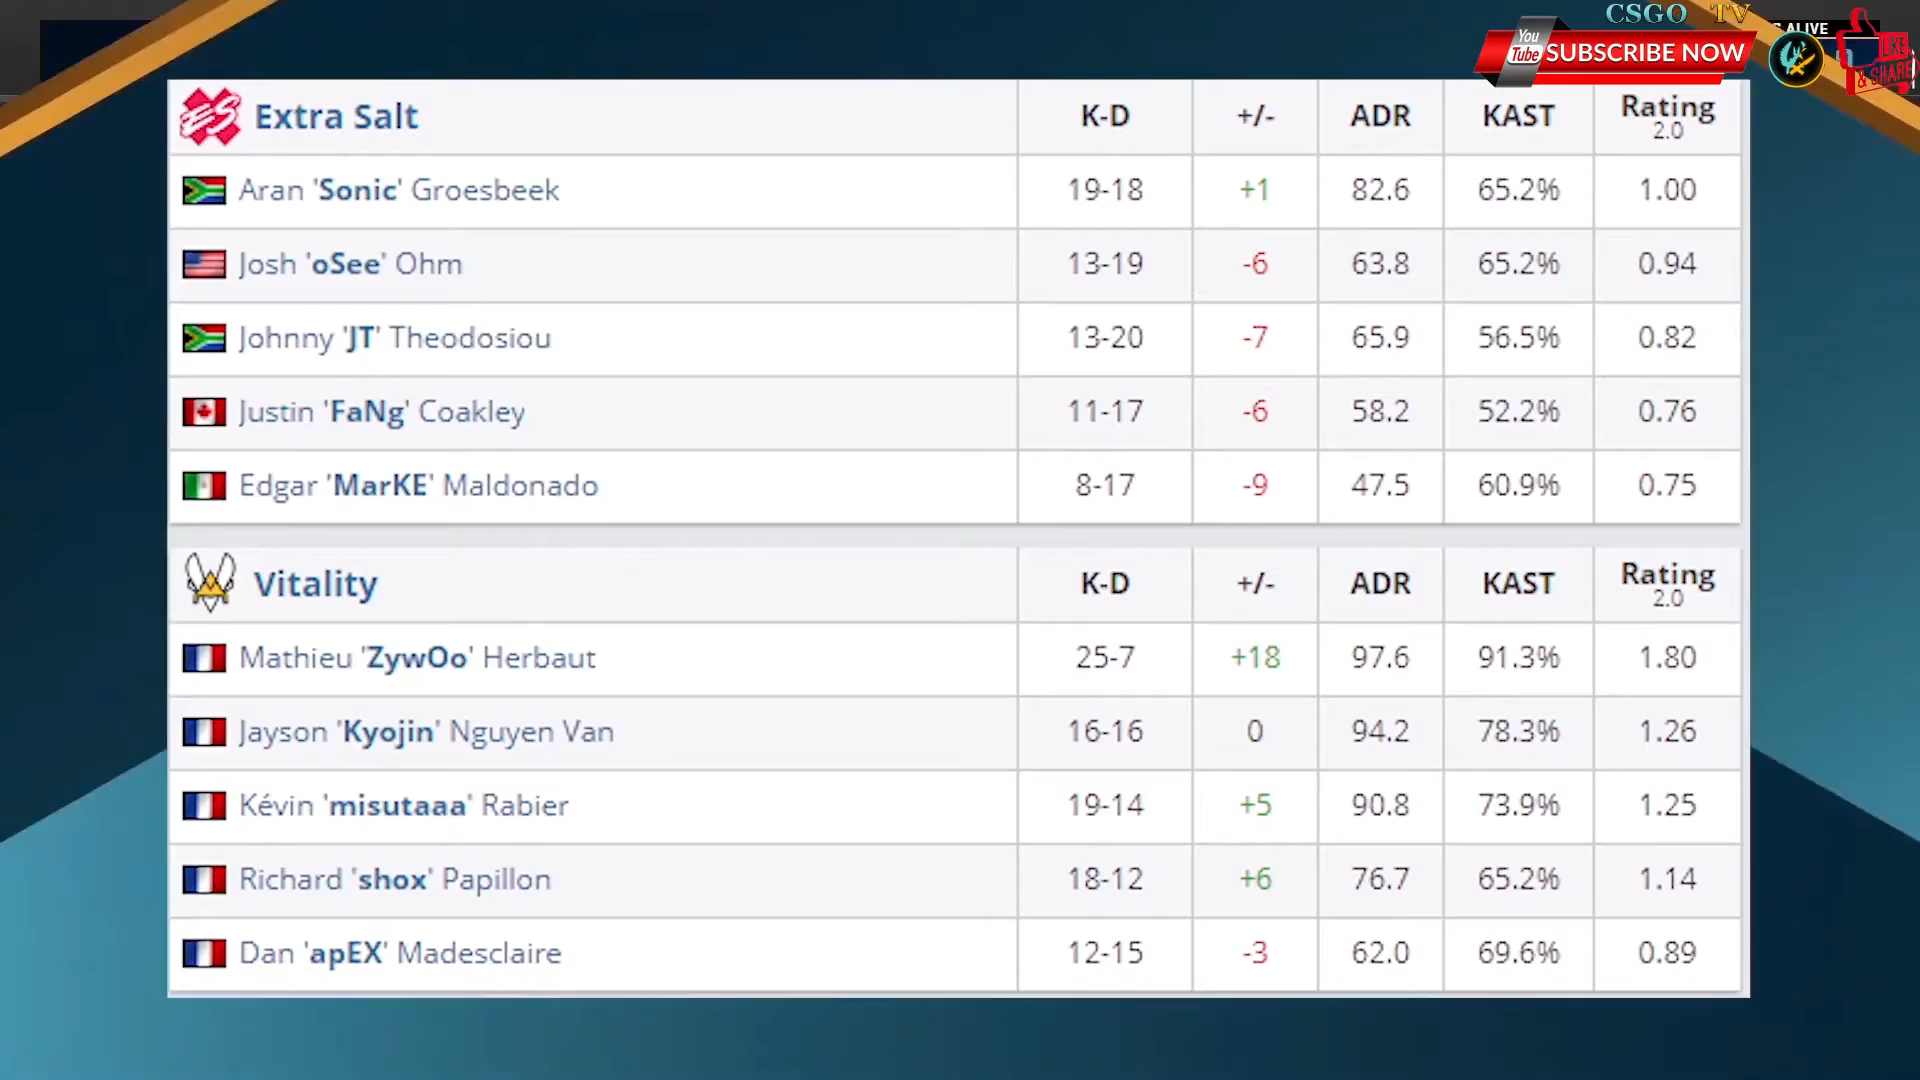 CSGO TV
S ALIVE
You
Tube
SUBSCRIBE NOW
LIKE
& SHARE
ES Extra Salt K-D +/- ADR KAST Rating 2.0
Aran 'Sonic' Groesbeek 19-18 +1 82.6 65.2% 1.00
Josh 'oSee' Ohm 13-19 -6 63.8 65.2% 0.94
Johnny 'JT' Theodosiou 13-20 -7 65.9 56.5% 0.82
Justin 'FaNg' Coakley 11-17 -6 58.2 52.2% 0.76
Edgar 'MarKE' Maldonado 8-17 -9 47.5 60.9% 0.75
Vitality K-D +/- ADR KAST Rating 2.0
Mathieu 'ZywOo' Herbaut 25-7 +18 97.6 91.3% 1.80
Jayson 'Kyojin' Nguyen Van 16-16 0 94.2 78.3% 1.26
Kévin 'misutaaa' Rabier 19-14 +5 90.8 73.9% 1.25
Richard 'shox' Papillon 18-12 +6 76.7 65.2% 1.14
Dan 'apEX' Madesclaire 12-15 -3 62.0 69.6% 0.89